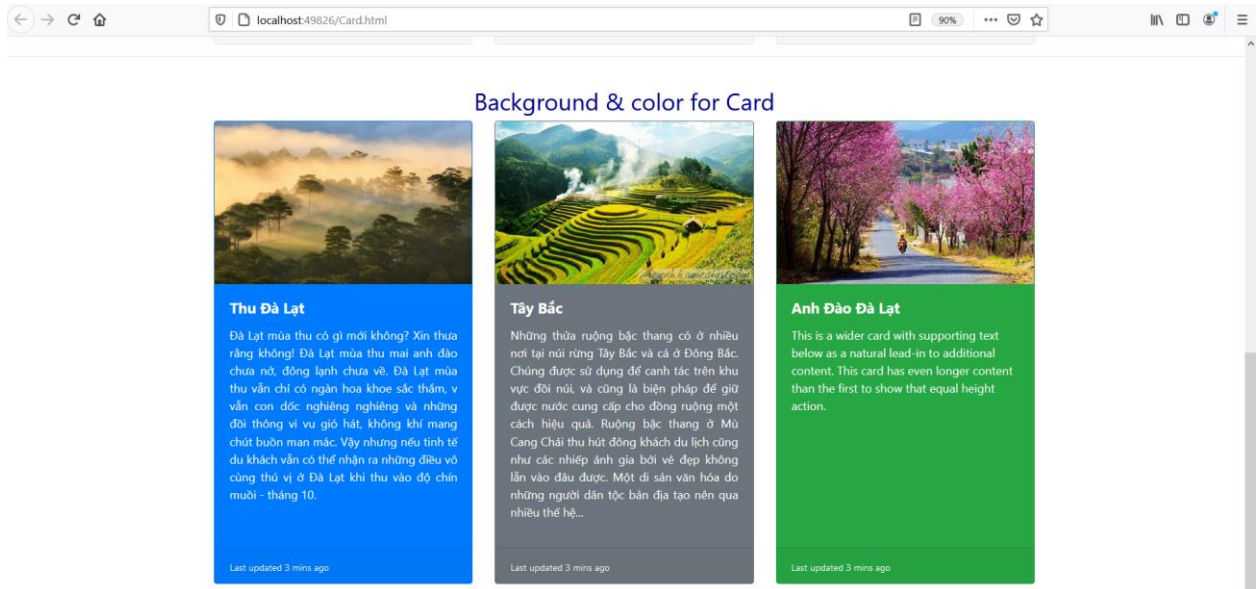 localhost:49826/Card.html
90%
Background & color for Card
Thu Đà Lạt
Đà Lạt mùa thu có gì mới không? Xin thưa
rằng không! Đà Lạt mùa thu mai anh đào
chưa nở, đông lạnh chưa về. Đà Lạt mùa
thu vẫn chỉ có ngàn hoa khoe sắc thắm, v
vẫn con dốc nghiêng nghiêng và những
đồi thông vi vu gió hát, không khí mang
chút buồn man mác. Vậy nhưng nếu tinh tế
du khách vẫn có thể nhận ra những điều vô
cùng thú vị ở Đà Lạt khi thu vào độ chín
muồi - tháng 10.
Last updated 3 mins ago
Tây Bắc
Những thửa ruộng bậc thang có ở nhiều
nơi tại núi rừng Tây Bắc và cả ở Đông Bắc.
Chúng được sử dụng để canh tác trên khu
vực đồi núi, và cũng là biện pháp để giữ
được nước cung cấp cho đồng ruộng một
cách hiệu quả. Ruộng bậc thang ở Mù
Cang Chải thu hút đông khách du lịch cũng
như các nhiếp ảnh gia bởi vẻ đẹp không
lẫn vào đâu được. Một di sản văn hóa do
những người dân tộc bản địa tạo nên qua
nhiều thế hệ...
Last updated 3 mins ago
Anh Đào Đà Lạt
This is a wider card with supporting text
below as a natural lead-in to additional
content. This card has even longer content
than the first to show that equal height
action.
Last updated 3 mins ago